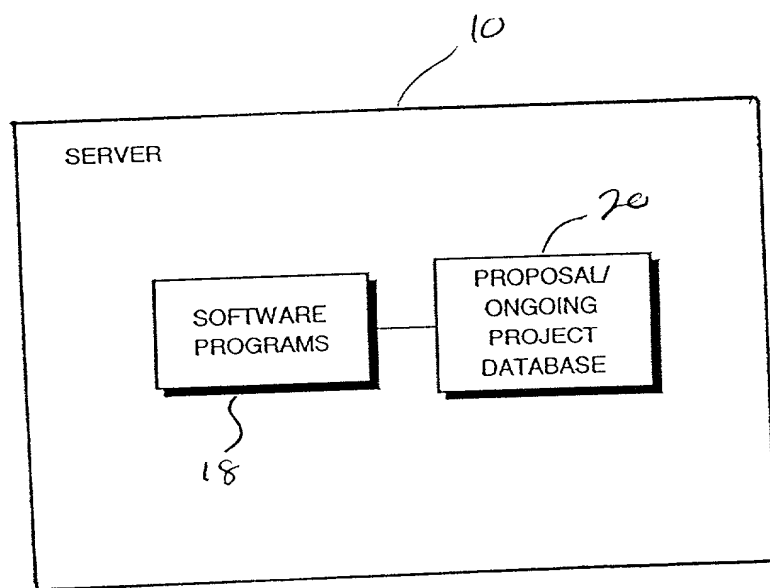 10
SERVER
20
SOFTWARE
PROGRAMS
PROPOSAL/
ONGOING
PROJECT
DATABASE
18